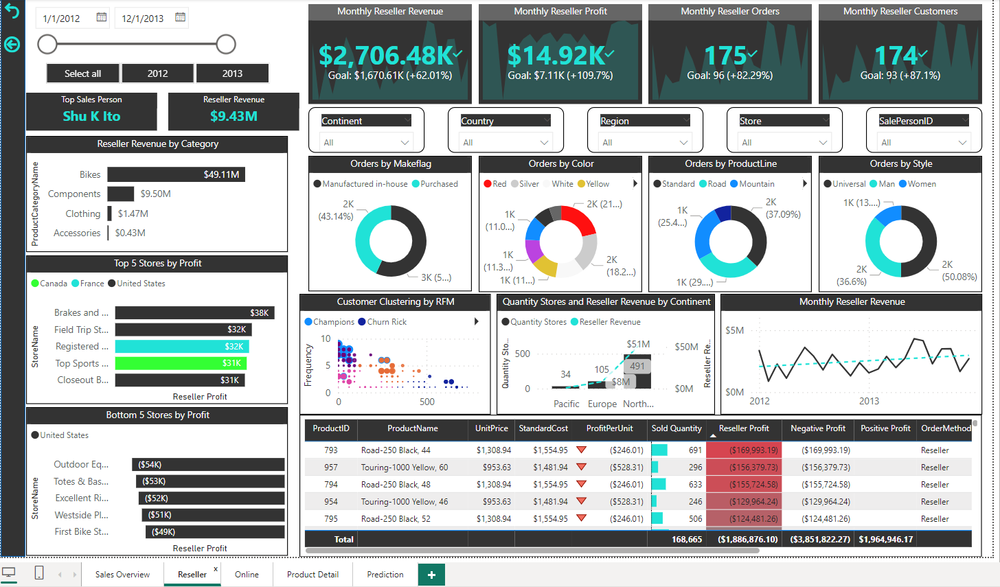 1/1/2012
12/1/2013
Select all
2012
2013
Top Sales Person
Shu K Ito
Reseller Revenue
$9.43M
Monthly Reseller Revenue
$2,706.48K
Goal: $1,670.61K (+62.01%)
Monthly Reseller Profit
$14.92K
Goal: $7.11K (+109.7%)
Monthly Reseller Orders
175
Goal: 96 (+82.29%)
Monthly Reseller Customers
174
Goal: 93 (+87.1%)
Continent
All
Country
All
Region
All
Store
All
SalePersonID
All
Reseller Revenue by Category
ProductCategoryName
Bikes $49.11M
Components $9.50M
Clothing $1.47M
Accessories $0.43M
Top 5 Stores by Profit
Canada France United States
StoreName
Brakes and ... $38K
Field Trip St... $32K
Registered ... $32K
Top Sports ... $31K
Closeout B... $31K
Reseller Profit
Bottom 5 Stores by Profit
United States
StoreName
Outdoor Eq... ($54K)
Totes & Bas... ($53K)
Excellent Ri... ($52K)
Westside Pl... ($51K)
First Bike St... ($49K)
Reseller Profit
Orders by Makeflag
Manufactured in-house Purchased
2K
(43.14%)
3K (5...)
Orders by Color
Red Silver White Yellow
2K (21...)
1K
(11.0...)
1K
(11.3...)
2K
(18.2...)
1K (11...)
Orders by ProductLine
Standard Road Mountain
2K
(37.09%)
1K
(25.4...)
1K (29....)
Orders by Style
Universal Man Women
1K (13....)
2K
(36.6%)
2K
(50.08%)
Customer Clustering by RFM
Champions Churn Rick
Frequency
10
5
0
0 500
Quantity Stores and Reseller Revenue by Continent
Quantity Stores Reseller Revenue
Quantity Sto...
Reseller Re...
500
0
34
105
491
$8M
$51M
$50M
$0M
Pacific Europe North...
Monthly Reseller Revenue
$5M
$0M
2012 2013
ProductID ProductName UnitPrice StandardCost ProfitPerUnit Sold Quantity Reseller Profit Negative Profit Positive Profit OrderMethod
793 Road-250 Black, 44 $1,308.94 $1,554.95 ($246.01) 691 ($169,993.19) ($169,993.19) Reseller
957 Touring-1000 Yellow, 60 $953.63 $1,481.94 ($528.31) 296 ($156,379.73) ($156,379.73) Reseller
794 Road-250 Black, 48 $1,308.94 $1,554.95 ($246.01) 633 ($155,724.58) ($155,724.58) Reseller
954 Touring-1000 Yellow, 46 $953.63 $1,481.94 ($528.31) 246 ($129,964.24) ($129,964.24) Reseller
795 Road-250 Black, 52 $1,308.94 $1,554.95 ($246.01) 506 ($124,481.26) ($124,481.26) Reseller
Total 168,665 ($1,886,876.10) ($3,851,822.27) $1,964,946.17
Sales Overview
Reseller
x
Online
Product Detail
Prediction
+